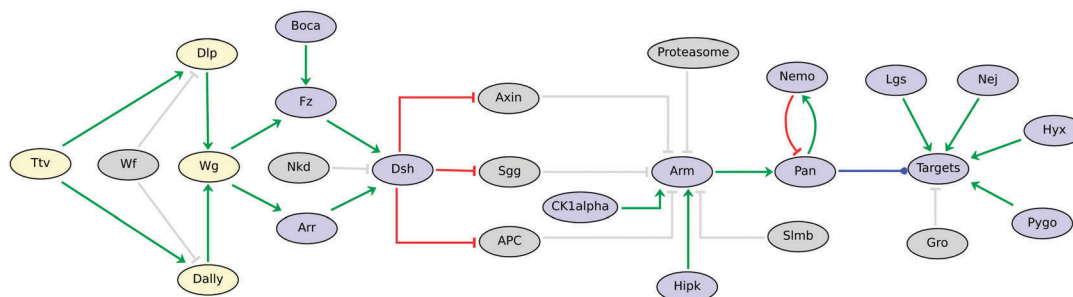 Boca
Dlp
Proteasome
Nemo
Lgs
Nej
Axin
Fz
Hyx
Ttv
Wf
Wg
Nkd
Dsh
Sgg
Arm
Pan
Targets
CK1alpha
Arr
APC
Slmb
Gro
Pygo
Dally
Hipk